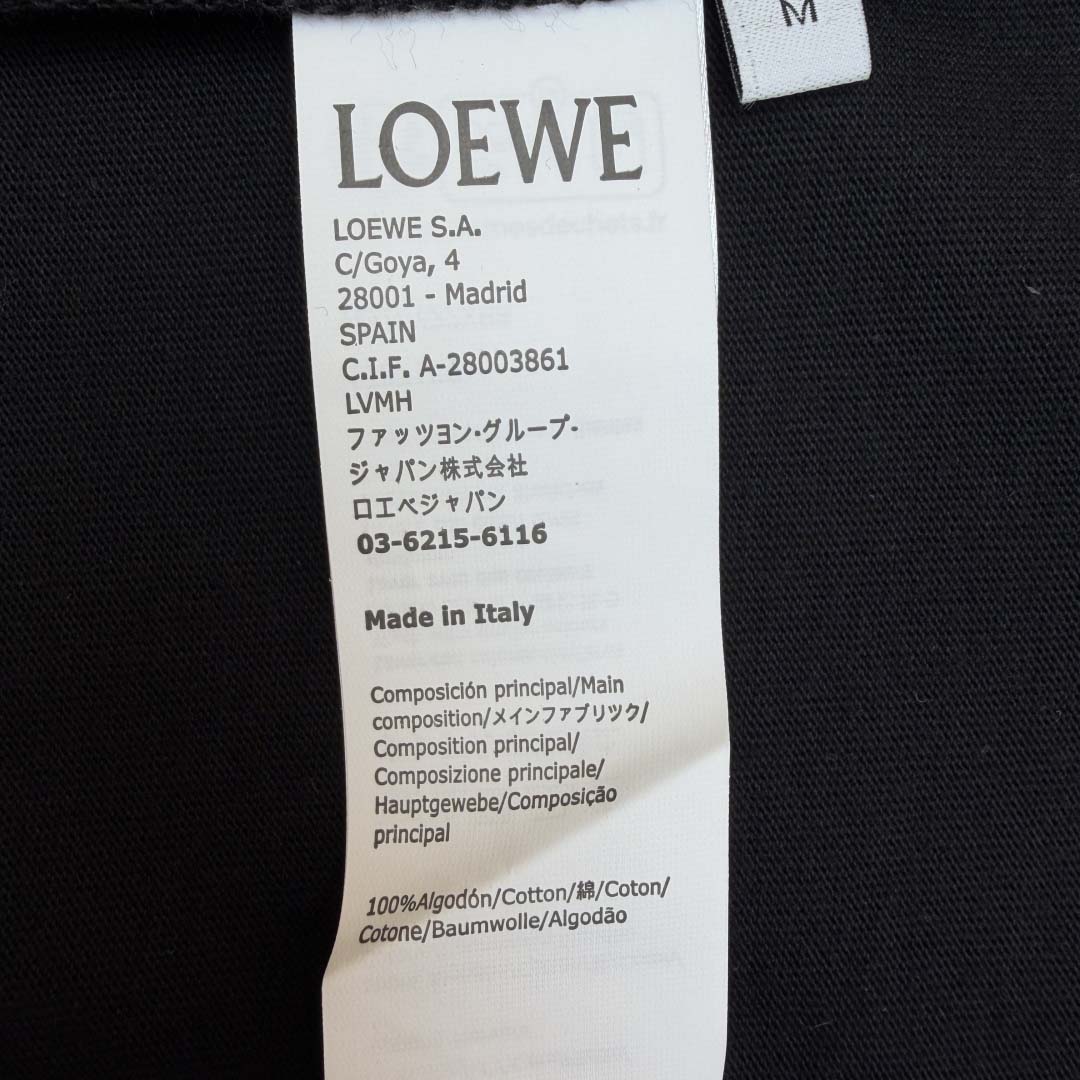 M
LOEWE
LOEWE S.A.
C/Goya, 4
28001 - Madrid
SPAIN
C.I.F. A-28003861
LVMH
ファッツヨン・グループ-
ジャパン株式会社
ロエベジャパン
03-6215-6116
Made in Italy
Composición principal/Main
composition/メインファブリツク/
Composition principal/
Composizione principale/
Hauptgewebe/Composição
principal
100%Algodón/Cotton/綿/Coton/
Cotone/Baumwolle/Algodão